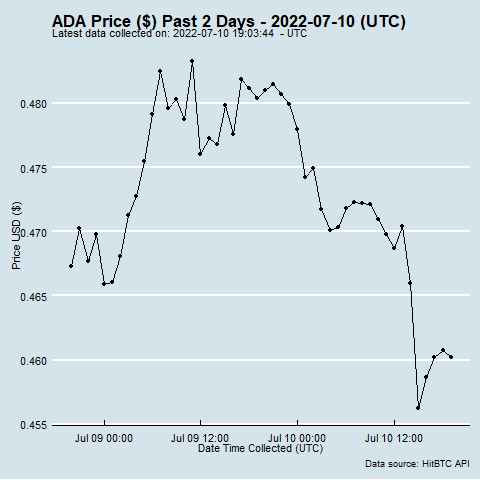 ADA Price ($) Past 2 Days - 2022-07-10 (UTC)
Latest data collected on: 2022-07-10 19:03:44  - UTC
0.480
0.475
0.470
0.465
0.460
0.455
Price USD ($)
Jul 09 00:00 Jul 09 12:00 Jul 10 00:00 Jul 10 12:00
Date Time Collected (UTC)
Data source: HitBTC API